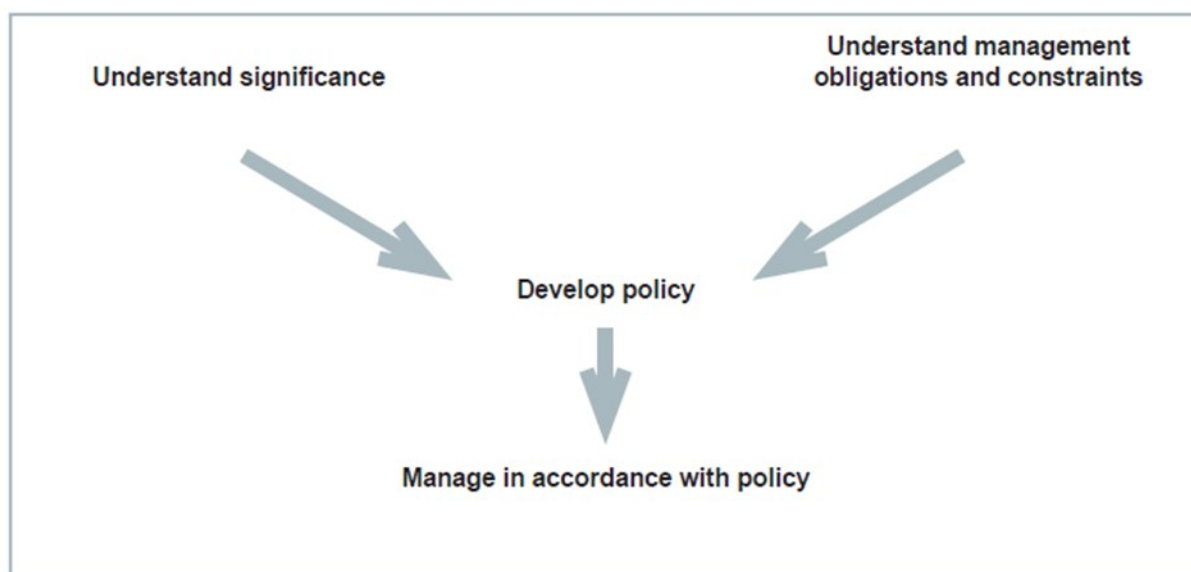 Understand significance
Understand management
obligations and constraints
Develop policy
Manage in accordance with policy